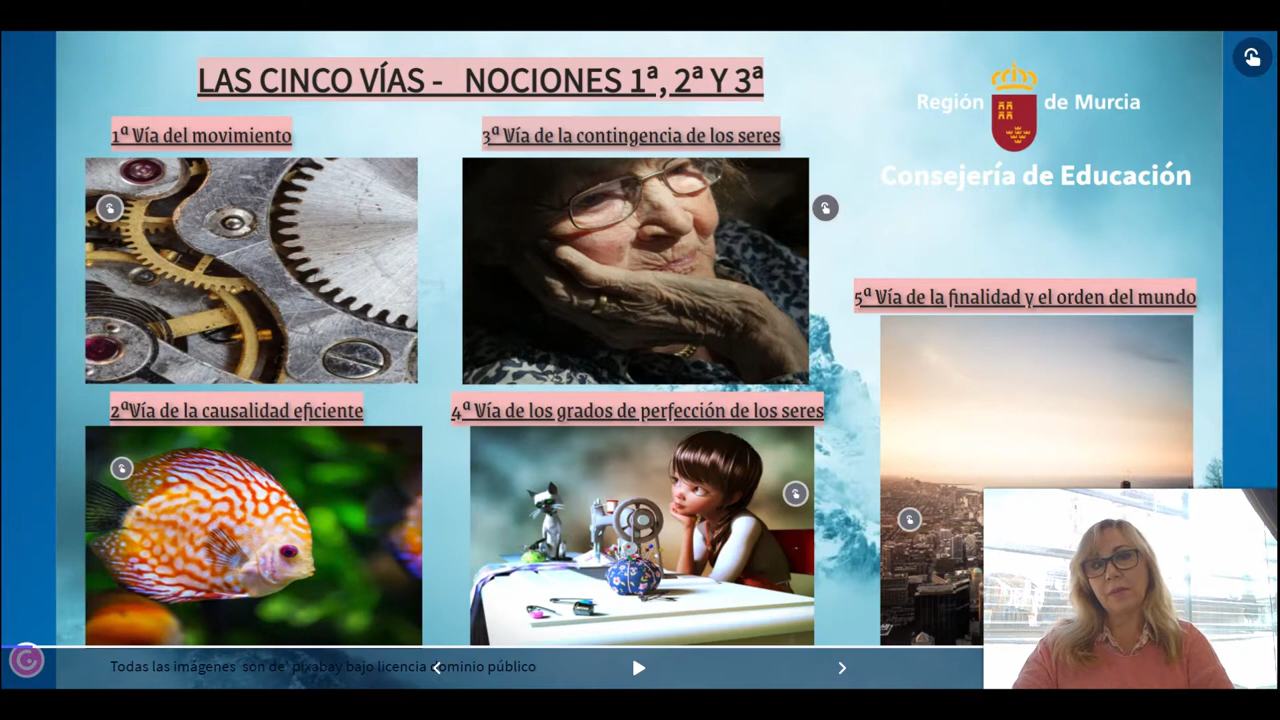 LAS CINCO VÍAS - NOCIONES 1ª, 2ª Y 3ª
1ª Vía del movimiento
3ª Vía de la contingencia de los seres
Región de Murcia
Consejería de Educación
5ª Vía de la finalidad y el orden del mundo
2ªVía de la causalidad eficiente
4ª Vía de los grados de perfección de los seres
Todas las imágenes son de pixabay bajo licencia dominio público